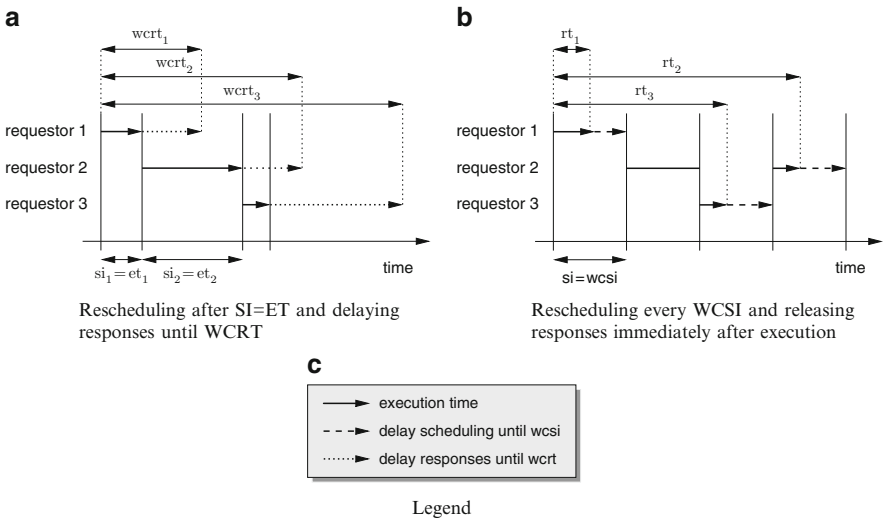 a
wcrt₁
wcrt₂
wcrt₃
requestor 1
requestor 2
requestor 3
time
si₁=et₁ si₂=et₂
Rescheduling after SI=ET and delaying
responses until WCRT
b
rt₁
rt₂
rt₃
requestor 1
requestor 2
requestor 3
time
si=wcsi
Rescheduling every WCSI and releasing
responses immediately after execution
c
execution time
delay scheduling until wcsi
delay responses until wcrt
Legend